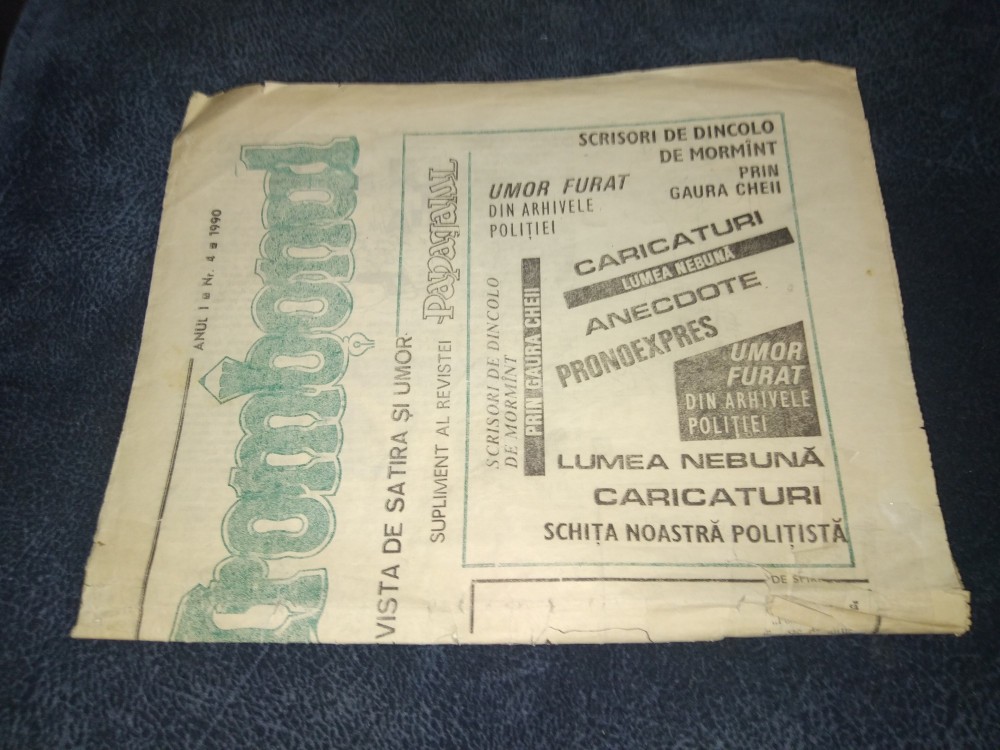 ANUL I Nr. 4 1990
Trombonul
VISTA DE SATIRA ȘI UMOR
SUPLIMENT AL REVISTEI Papagalul
SCRISORI DE DINCOLO
DE MORMÎNT
PRIN
GAURA CHEII
UMOR FURAT
DIN ARHIVELE
POLIȚIEI
SCRISORI DE DINCOLO
DE MORMÎNT
PRIN GAURA CHEII
CARICATURI
LUMEA NEBUNĂ
ANECDOTE
PRONOEXPRES
UMOR
FURAT
DIN ARHIVELE
POLIȚIEI
LUMEA NEBUNĂ
CARICATURI
SCHIȚA NOASTRĂ POLIȚISTĂ
DE